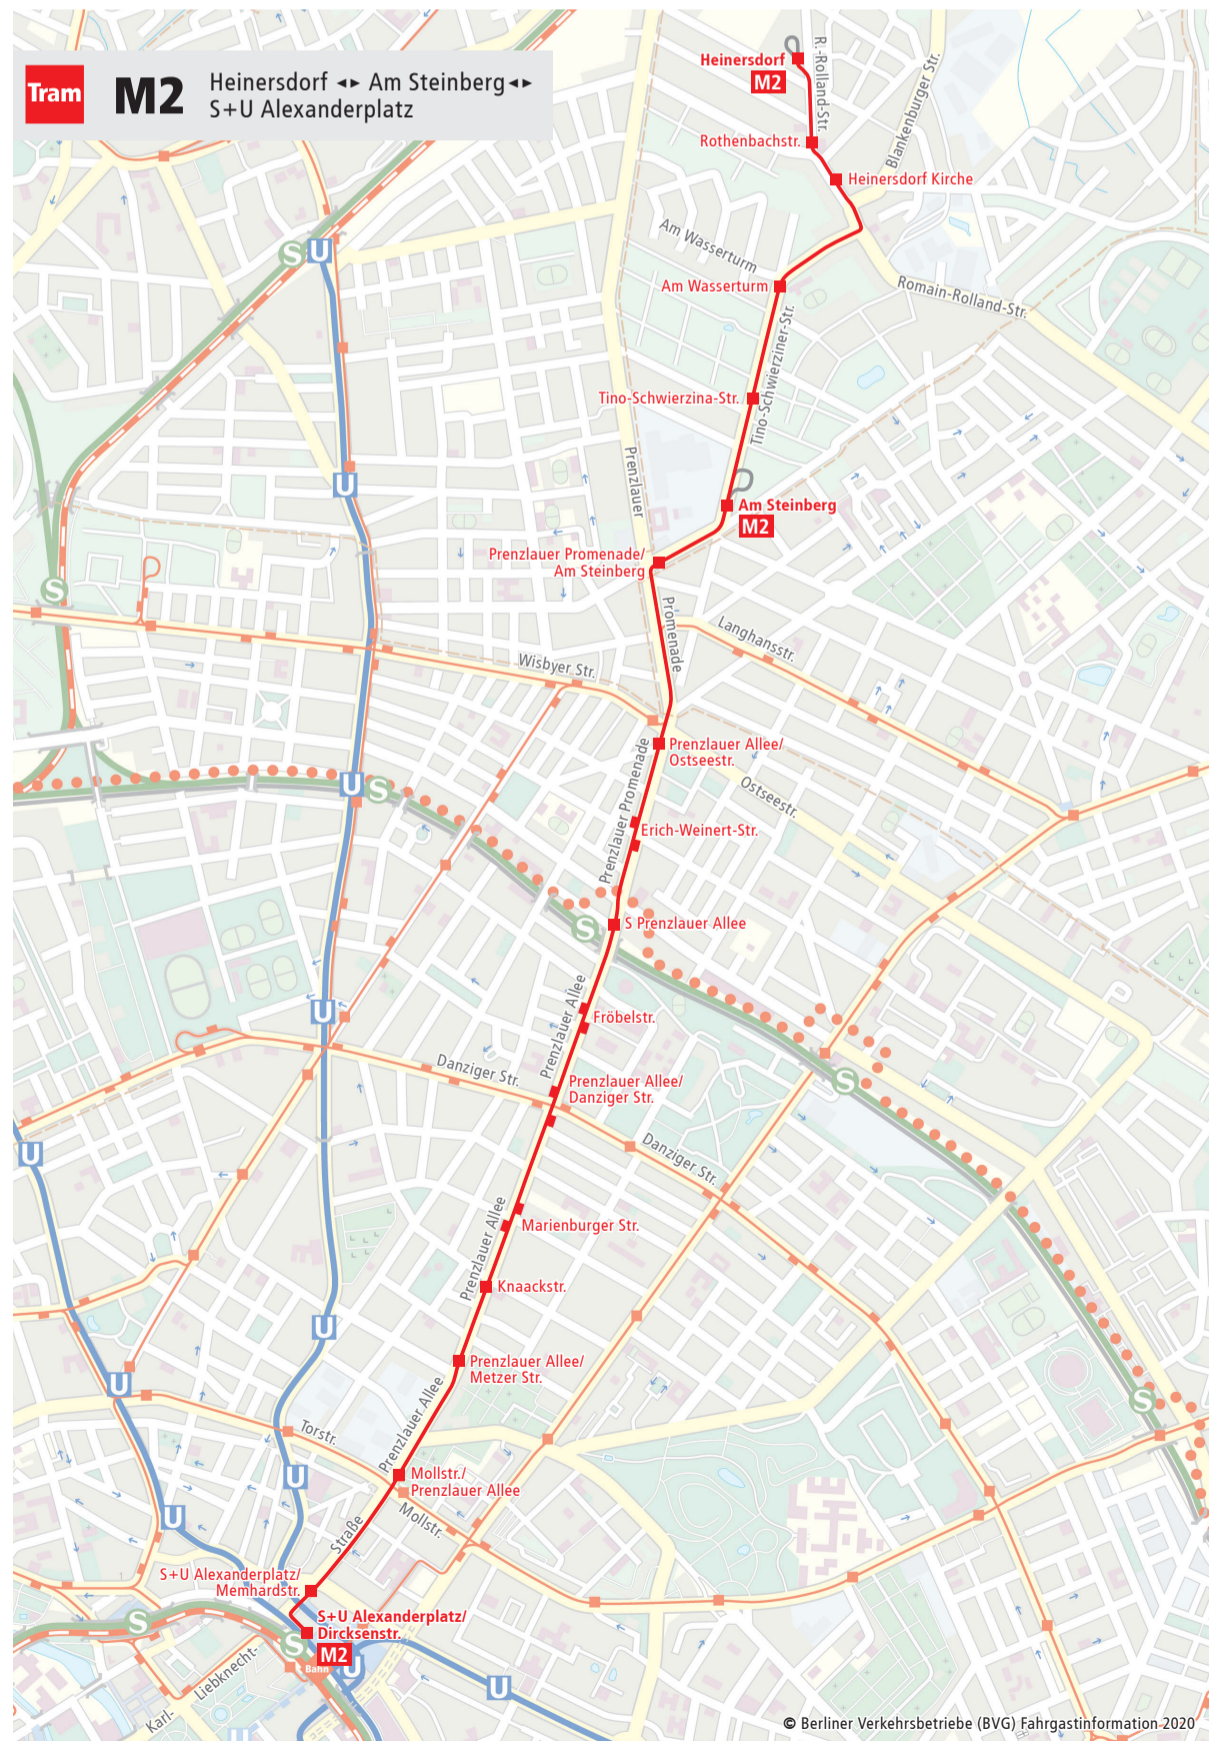 Tram
M2
Heinersdorf ◂▸ Am Steinberg ◂▸
S+U Alexanderplatz
Heinersdorf
M2
R.-Rolland-Str.
Blankenburger Str.
Rothenbachstr.
Heinersdorf Kirche
Am Wasserturm
Am Wasserturm
Romain-Rolland-Str.
Tino-Schwierziner-Str.
Tino-Schwierzina-Str.
Prenzlauer
Am Steinberg
M2
Prenzlauer Promenade/
Am Steinberg
Promenade
Langhansstr.
Wisbyer Str.
Prenzlauer Allee/
Ostseestr.
Prenzlauer Promenade
Ostseestr.
Erich-Weinert-Str.
S Prenzlauer Allee
Prenzlauer Allee
Fröbelstr.
Danziger Str.
Prenzlauer Allee/
Danziger Str.
Danziger Str.
Prenzlauer Allee
Marienburger Str.
Knaackstr.
Prenzlauer Allee/
Metzer Str.
Prenzlauer Allee
Torstr.
Mollstr./
Prenzlauer Allee
Mollstr.
Straße
S+U Alexanderplatz/
Memhardstr.
S+U Alexanderplatz/
Dircksenstr.
M2
Bahn
Liebknecht-
Karl-
S
U
U
S
U
S
S
U
S
U
U
U
U
S
U
S
S
U
U
U
© Berliner Verkehrsbetriebe (BVG) Fahrgastinformation 2020